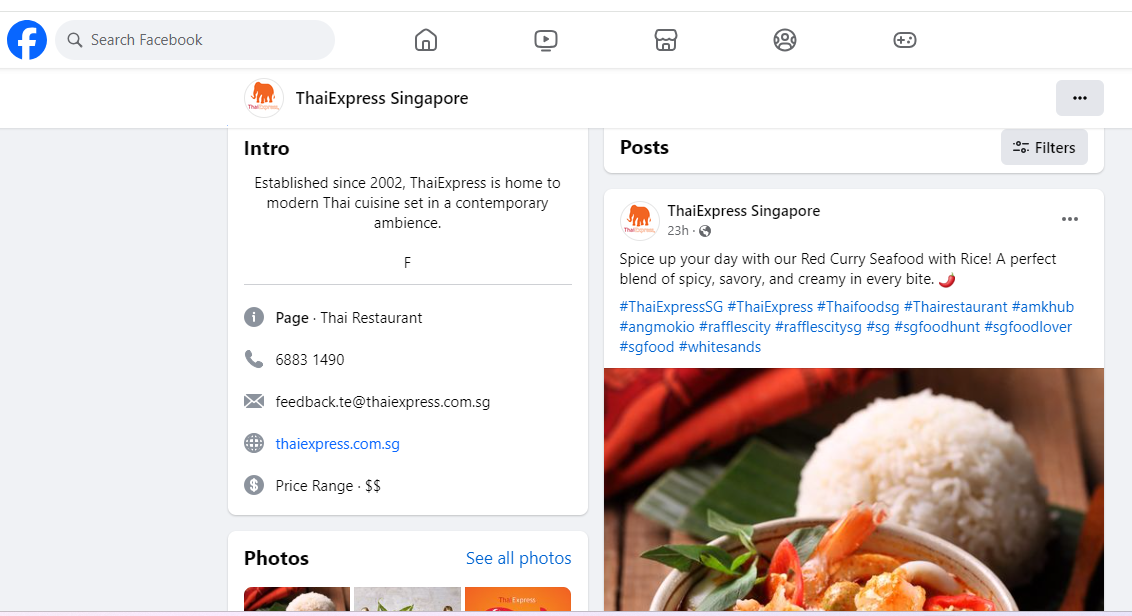 Search Facebook
ThaiExpress Singapore
Intro
Established since 2002, ThaiExpress is home to
modern Thai cuisine set in a contemporary
ambience.
F
Page · Thai Restaurant
6883 1490
feedback.te@thaiexpress.com.sg
thaiexpress.com.sg
Price Range · $$
Photos
See all photos
ThaiExpress
Posts
Filters
ThaiExpress Singapore
23h ·
Spice up your day with our Red Curry Seafood with Rice! A perfect
blend of spicy, savory, and creamy in every bite. 🌶️
#ThaiExpressSG #ThaiExpress #Thaifoodsg #Thairestaurant #amkhub
#angmokio #rafflescity #rafflescitysg #sg #sgfoodhunt #sgfoodlover
#sgfood #whitesands